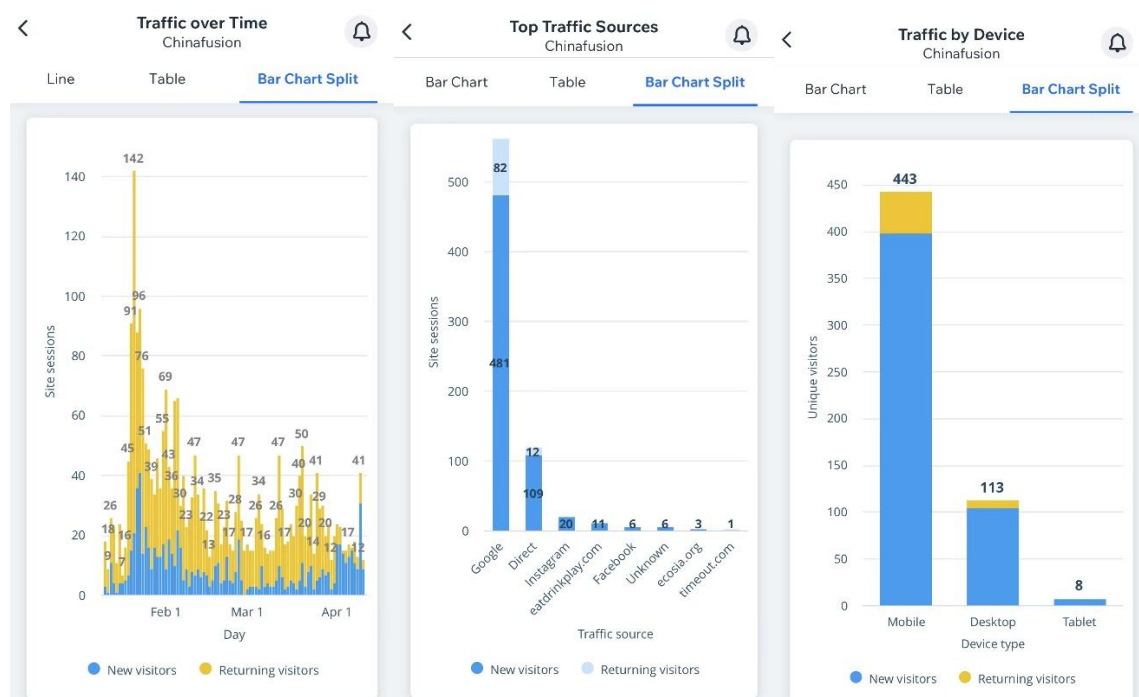 Traffic over Time
Chinafusion
Line Table Bar Chart Split
142
140
120
100
96
91
80
76
69
Site sessions
60
55
51
50
47 47 47
45
43
41 41
40
40
39
36
35
34 34
30 30
29
28
26 26 26
23 23
22
20
20 20
18
17 17 17 17
16 16
14
13
12 12
9
7
0
Feb 1 Mar 1 Apr 1
Day
New visitors Returning visitors
Top Traffic Sources
Chinafusion
Bar Chart Table Bar Chart Split
82
500
400
Site sessions
300
481
200
100
12
109
20 11 6 6 3 1
0
Google Direct Instagram eatdrinkplay.com Facebook Unknown ecosia.org timeout.com
Traffic source
New visitors Returning visitors
Traffic by Device
Chinafusion
Bar Chart Table Bar Chart Split
450
443
400
350
300
Unique visitors
250
200
150
113
100
50
8
0
Mobile Desktop Tablet
Device type
New visitors Returning visitors